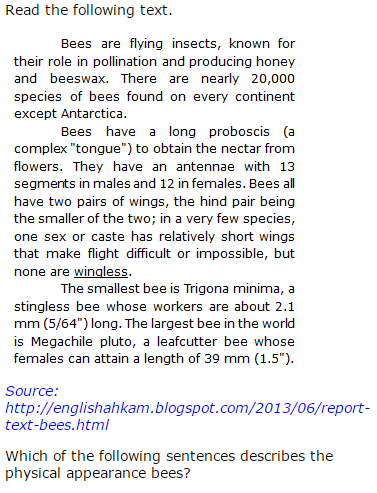 Read the following text.
Bees are flying insects, known for
their role in pollination and producing honey
and beeswax. There are nearly 20,000
species of bees found on every continent
except Antarctica.
Bees have a long proboscis (a
complex "tongue") to obtain the nectar from
flowers. They have an antennae with 13
segments in males and 12 in females. Bees all
have two pairs of wings, the hind pair being
the smaller of the two; in a very few species,
one sex or caste has relatively short wings
that make flight difficult or impossible, but
none are wingless.
The smallest bee is Trigona minima, a
stingless bee whose workers are about 2.1
mm (5/64") long. The largest bee in the world
is Megachile pluto, a leafcutter bee whose
females can attain a length of 39 mm (1.5").
Source:
http://englishahkam.blogspot.com/2013/06/report-
text-bees.html
Which of the following sentences describes the
physical appearance bees?